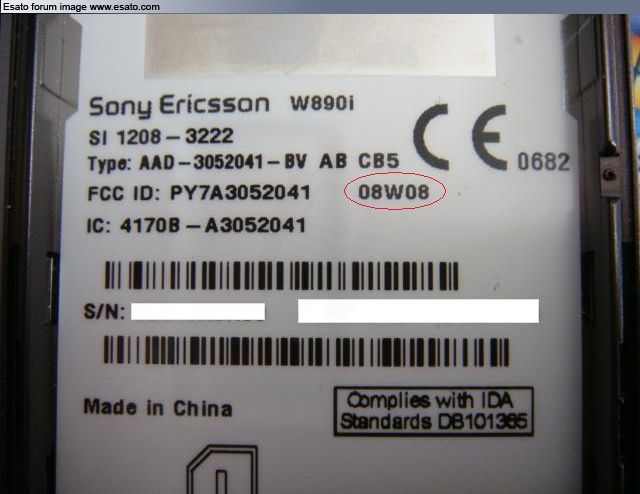 Esato forum image www.esato.com
Sony Ericsson W890i
SI 1208-3222
Type: AAD-3052041-BV AB CB5
CE 0682
FCC ID: PY7A3052041 08W08
IC: 4170B-A3052041
S/N:
Made in China
Complies with IDA
Standards DB101365